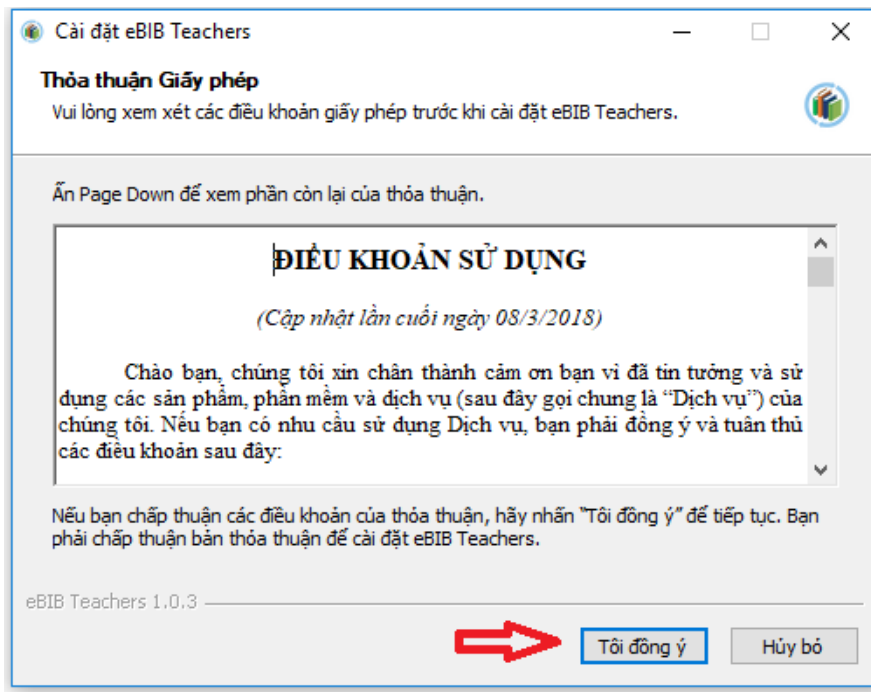 Cài đặt eBIB Teachers
Thỏa thuận Giấy phép
Vui lòng xem xét các điều khoản giấy phép trước khi cài đặt eBIB Teachers.
Ấn Page Down để xem phần còn lại của thỏa thuận.
ĐIỀU KHOẢN SỬ DỤNG
(Cập nhật lần cuối ngày 08/3/2018)
Chào bạn, chúng tôi xin chân thành cảm ơn bạn vì đã tin tưởng và sử
dụng các sản phẩm, phần mềm và dịch vụ (sau đây gọi chung là “Dịch vụ”) của
chúng tôi. Nếu bạn có nhu cầu sử dụng Dịch vụ, bạn phải đồng ý và tuân thủ
các điều khoản sau đây:
Nếu bạn chấp thuận các điều khoản của thỏa thuận, hãy nhấn "Tôi đồng ý" để tiếp tục. Bạn
phải chấp thuận bản thỏa thuận để cài đặt eBIB Teachers.
eBIB Teachers 1.0.3
Tôi đồng ý
Hủy bỏ